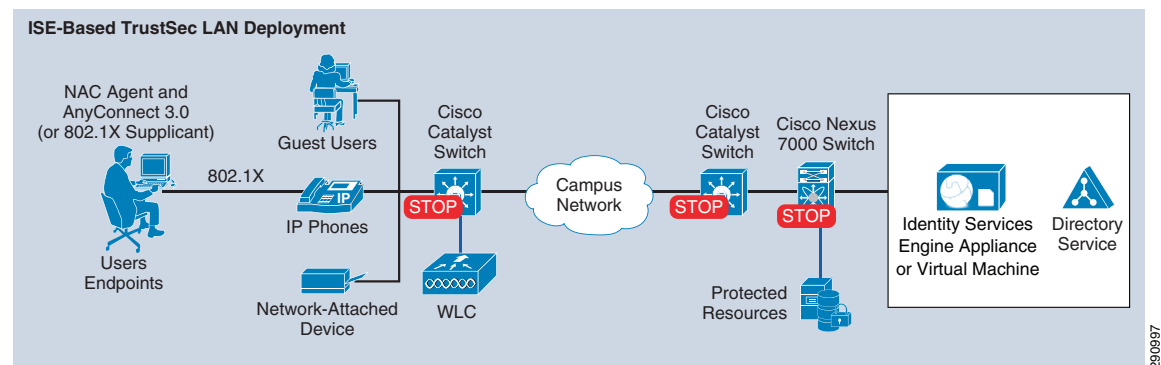 ISE-Based TrustSec LAN Deployment
NAC Agent and
AnyConnect 3.0
(or 802.1X Supplicant)
Users
Endpoints
802.1X
Guest Users
IP
IP Phones
Network-Attached
Device
Cisco
Catalyst
Switch
STOP
WLC
Campus
Network
Cisco
Catalyst
Switch
STOP
Cisco Nexus
7000 Switch
STOP
Protected
Resources
Identity Services
Engine Appliance
or Virtual Machine
Directory
Service
290997